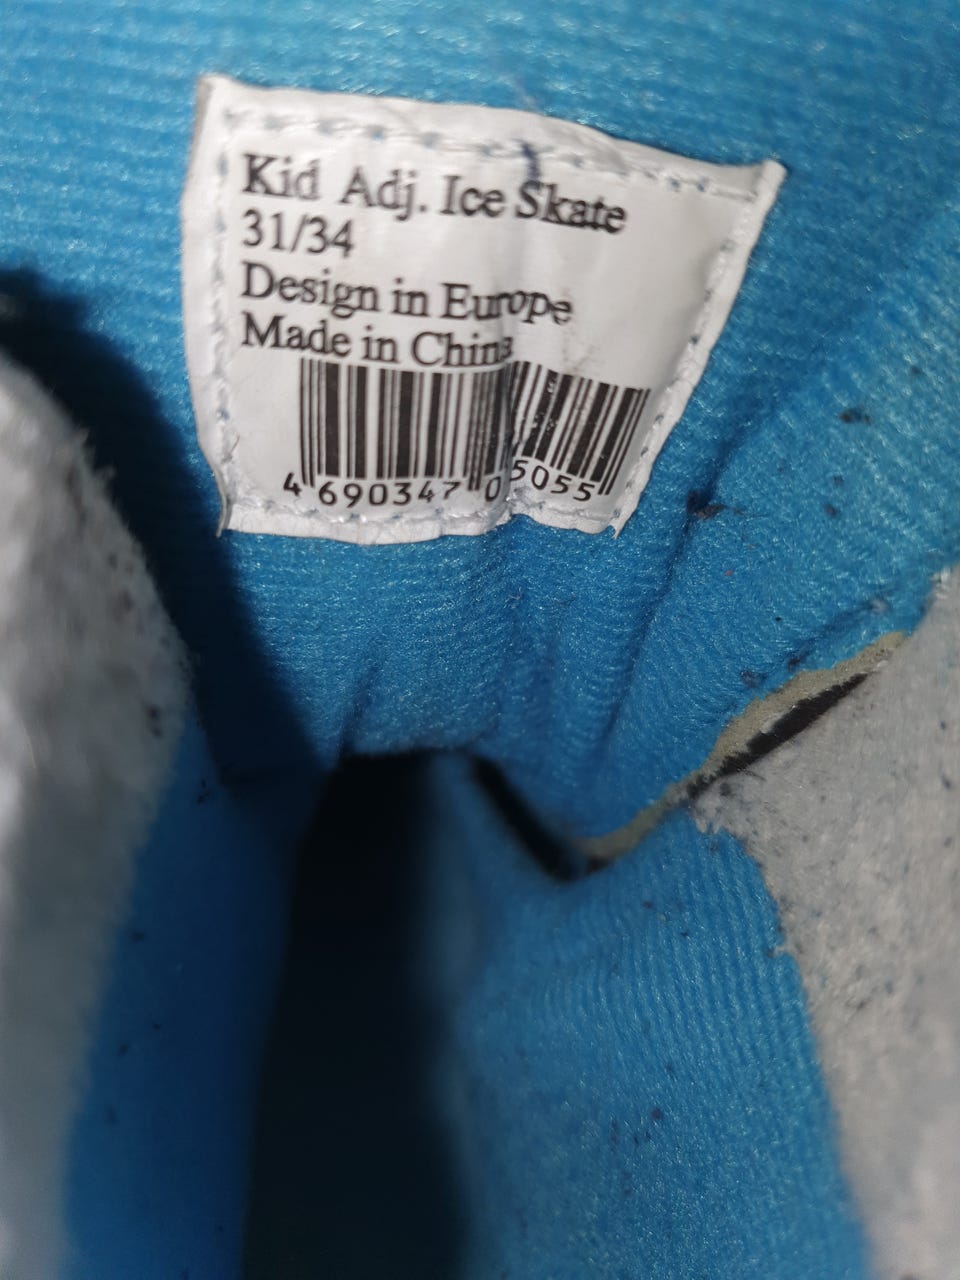 Kid Adj. Ice Skate
31/34
Design in Europe
Made in China
4 690347 05055